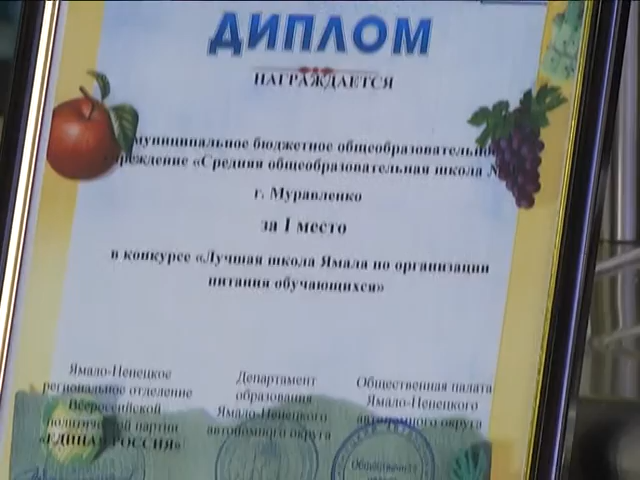 ДИПЛОМ
НАГРАЖДАЕТСЯ
муниципальное бюджетное общеобразовательное
учреждение «Средняя общеобразовательная школа №
г. Муравленко
за I место
в конкурсе «Лучшая школа Ямала по организации
питания обучающихся»
Ямало-Ненецкое
региональное отделение
Всероссийской
политической партии
«ЕДИНАЯ РОССИЯ»
Департамент
образования
Ямало-Ненецкого
автономного округа
Общественная палата
Ямало-Ненецкого
автономного округа
Общественная